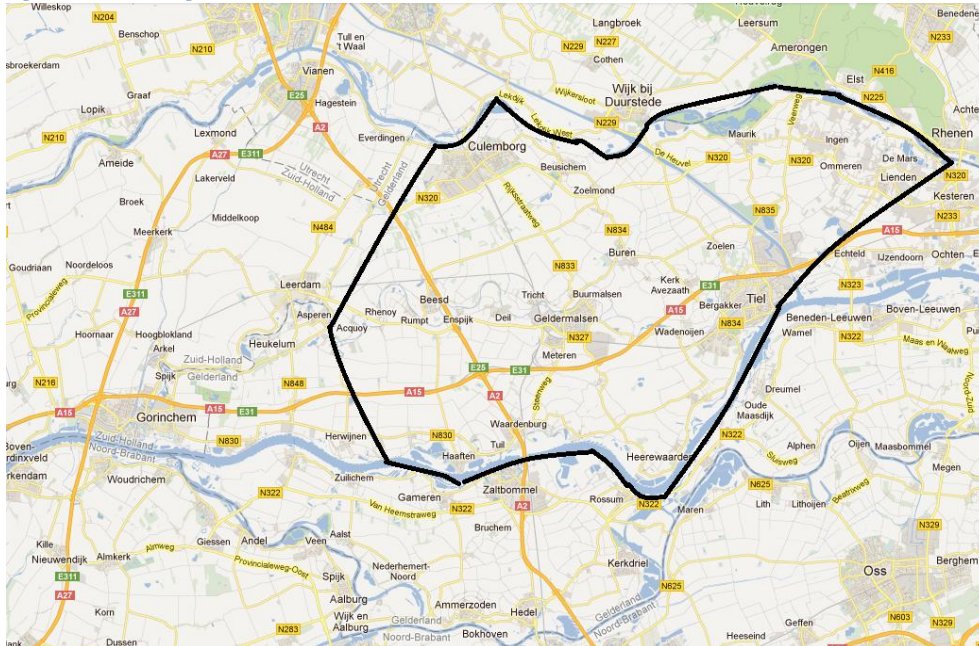 Willeskop
N204
Benschop
N210
Tull en
't Waal
Langbroek
N227
N229
Cothen
Leersum
N233
Amerongen
N416
Elst
N225
Vianen
E25
Hagestein
A2
Lopik
Graaf
N210
Lexmond
Ameide
A27
E311
Lakerveld
Utrecht
Zuid-Holland
Everdingen
Utrecht
Gelderland
Lekdijk
Wijkersloot
Wijk bij
Duurstede
N229
Lekdijk West
De Heuvel
Maurik
Veerweg
Ingen
Rhenen
N320
N320
Ommeren
De Mars
Lienden
N320
Kesteren
N233
Culemborg
Beusichem
Zoelmond
N320
Rijksstraatweg
Broek
Middelkoop
Meerkerk
N484
Goudriaan
Noordeloos
Provincialeweg
E311
A27
N834
Buren
N835
Zoelen
N833
A15
Echteld
IJzendoorn
Ochten
Leerdam
Beesd
Tricht
Buurmalsen
Kerk
Avezaath
E31
Tiel
N323
Bergakker
A15
N834
Wadenoijen
Beneden-Leeuwen
Boven-Leeuwen
Wamel
Maas en Waalweg
Asperen
Acquoy
Rhenoy
Rumpt
Enspijk
Deil
Geldermalsen
N327
Meteren
Hoornaar
Hoogblokland
Arkel
Heukelum
Zuid-Holland
Gelderland
Spijk
N848
N216
A15
Gorinchem
A15
E31
A15
E25
E31
A2
Steenweg
Dreumel
Oude
Maasdijk
N322
Noord-Zuid
Waardenburg
Herwijnen
N830
Tuil
Haaften
N830
Zuid-Holland
Noord-Brabant
Woudrichem
Zuilichem
Gameren
Zaltbommel
Heerewaarden
Alphen
Oijen
Maasbommel
Sluisweg
Megen
N322
Van Heemstraweg
N322
A2
Rossum
N322
Maren
N625
Lith
Lithoijen
Beatrixweg
N329
Bruchem
Kille
Nieuwendijk
Almkerk
Almweg
Giessen
Andel
Veen
Aalst
Provincialeweg-Oost
Spijk
Nederhemert-
Noord
Kerkdriel
Oss
Berghem
N329
E311
A27
Aalburg
Wijk en
Aalburg
Ammerzoden
Hedel
N625
Gelderland
Noord-Brabant
Korn
Dussen
N283
Gelderland
Noord-Brabant
Bokhoven
Heeseind
Geffen
N603